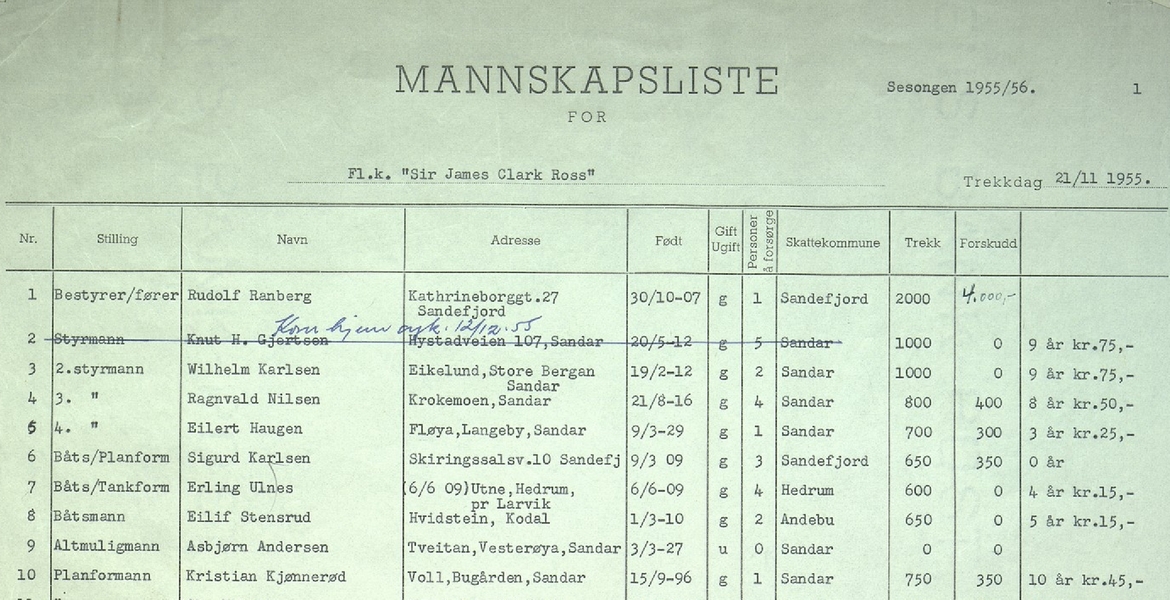 MANNSKAPSLISTE
Sesongen 1955/56. 1
FOR
Fl.k. "Sir James Clark Ross"
Trekkdag 21/11 1955.
Nr. Stilling Navn Adresse Født Gift Ugift Personer å forsørge Skattekommune Trekk Forskudd
1 Bestyrer/fører Rudolf Ranberg Kathrineborggt.27 30/10-07 g 1 Sandefjord 2000 4.000,-
Sandefjord
Kom hjem syk. 12/12.55
2 Styrmann Knut H. Gjertsen Hystadveien 107,Sandar 20/5-12 g 5 Sandar 1000 0 9 år kr.75,-
3 2.styrmann Wilhelm Karlsen Eikelund,Store Bergan 19/2-12 g 2 Sandar 1000 0 9 år kr.75,-
Sandar
4 3. " Ragnvald Nilsen Krokemoen,Sandar 21/8-16 g 4 Sandar 800 400 8 år kr.50,-
5 4. " Eilert Haugen Fløya,Langeby,Sandar 9/3-29 g 1 Sandar 700 300 3 år kr.25,-
6 Båts/Planform Sigurd Karlsen Skiringssalsv.10 Sandefj 9/3 09 g 3 Sandefjord 650 350 0 år
7 Båts/Tankform Erling Ulnes (6/6 09)Utne,Hedrum, 6/6-09 g 4 Hedrum 600 0 4 år kr.15,-
pr Larvik
8 Båtsmann Eilif Stensrud Hvidstein, Kodal 1/3-10 g 2 Andebu 650 0 5 år kr.15,-
9 Altmuligmann Asbjørn Andersen Tveitan,Vesterøya,Sandar 3/3-27 u 0 Sandar 0 0
10 Planformann Kristian Kjønnerød Voll,Bugården,Sandar 15/9-96 g 1 Sandar 750 350 10 år kr.45,-